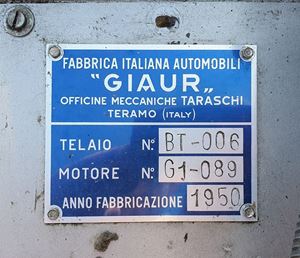 FABBRICA ITALIANA AUTOMOBILI
"GIAUR„
OFFICINE MECCANICHE TARASCHI
TERAMO (ITALY)
TELAIO N° BT-006
MOTORE N° G1-089
ANNO FABBRICAZIONE 1950